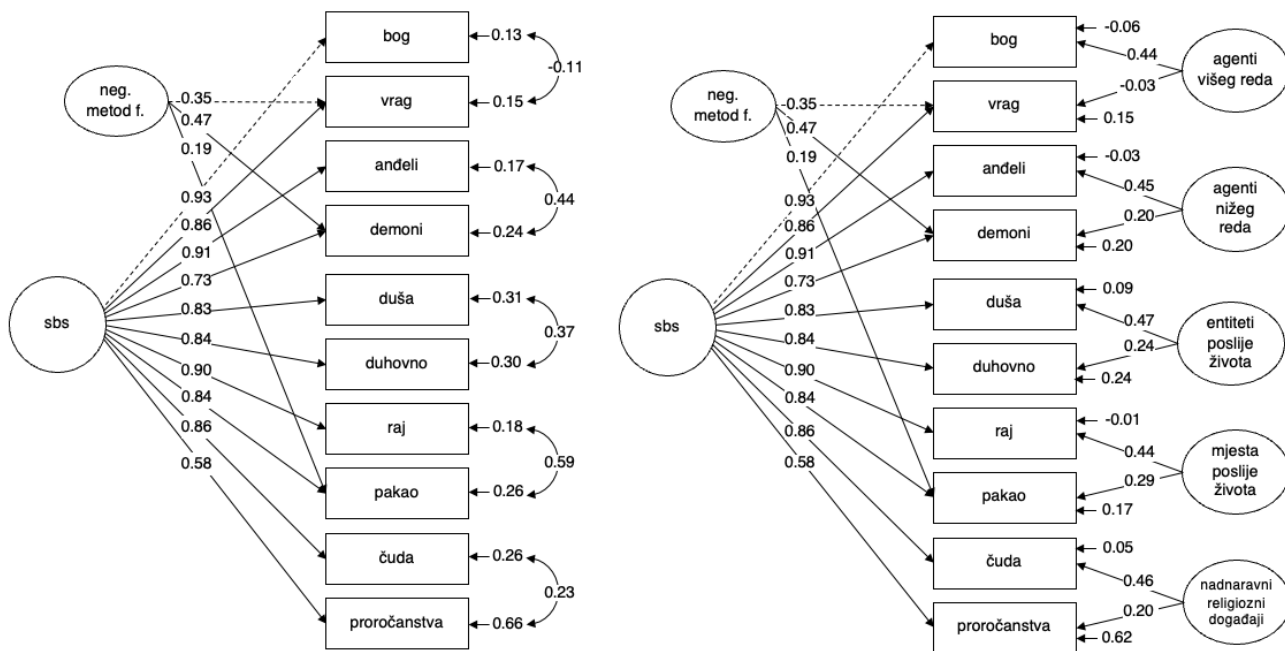 bog
0.13
-0.11
neg.
metod f.
0.35
vrag
0.15
0.47
0.19
anđeli
0.17
0.44
0.93
0.86
demoni
0.24
0.91
0.73
duša
0.31
sbs
0.83
0.37
0.84
duhovno
0.30
0.90
0.84
raj
0.18
0.86
0.59
0.58
pakao
0.26
čuda
0.26
0.23
proročanstva
0.66
bog
-0.06
0.44
agenti
višeg reda
neg.
metod f.
0.35
vrag
-0.03
0.15
0.47
0.19
anđeli
-0.03
0.45
agenti
nižeg
reda
0.93
0.86
demoni
0.20
0.20
0.91
0.73
duša
0.09
0.47
entiteti
poslije
života
sbs
0.83
0.84
duhovno
0.24
0.24
0.90
0.84
raj
-0.01
0.44
mjesta
poslije
života
0.86
0.58
pakao
0.29
0.17
čuda
0.05
0.46
nadnaravni
religiozni
događaji
proročanstva
0.20
0.62